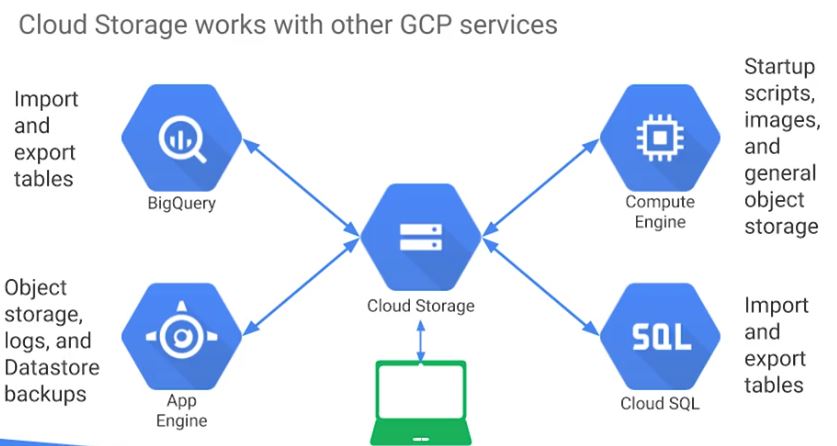 Cloud Storage works with other GCP services
Import
and
export
tables
BigQuery
Startup
scripts,
images,
and
general
object
storage
Compute
Engine
Cloud Storage
Object
storage,
logs, and
Datastore
backups
App
Engine
SQL
Cloud SQL
Import
and
export
tables